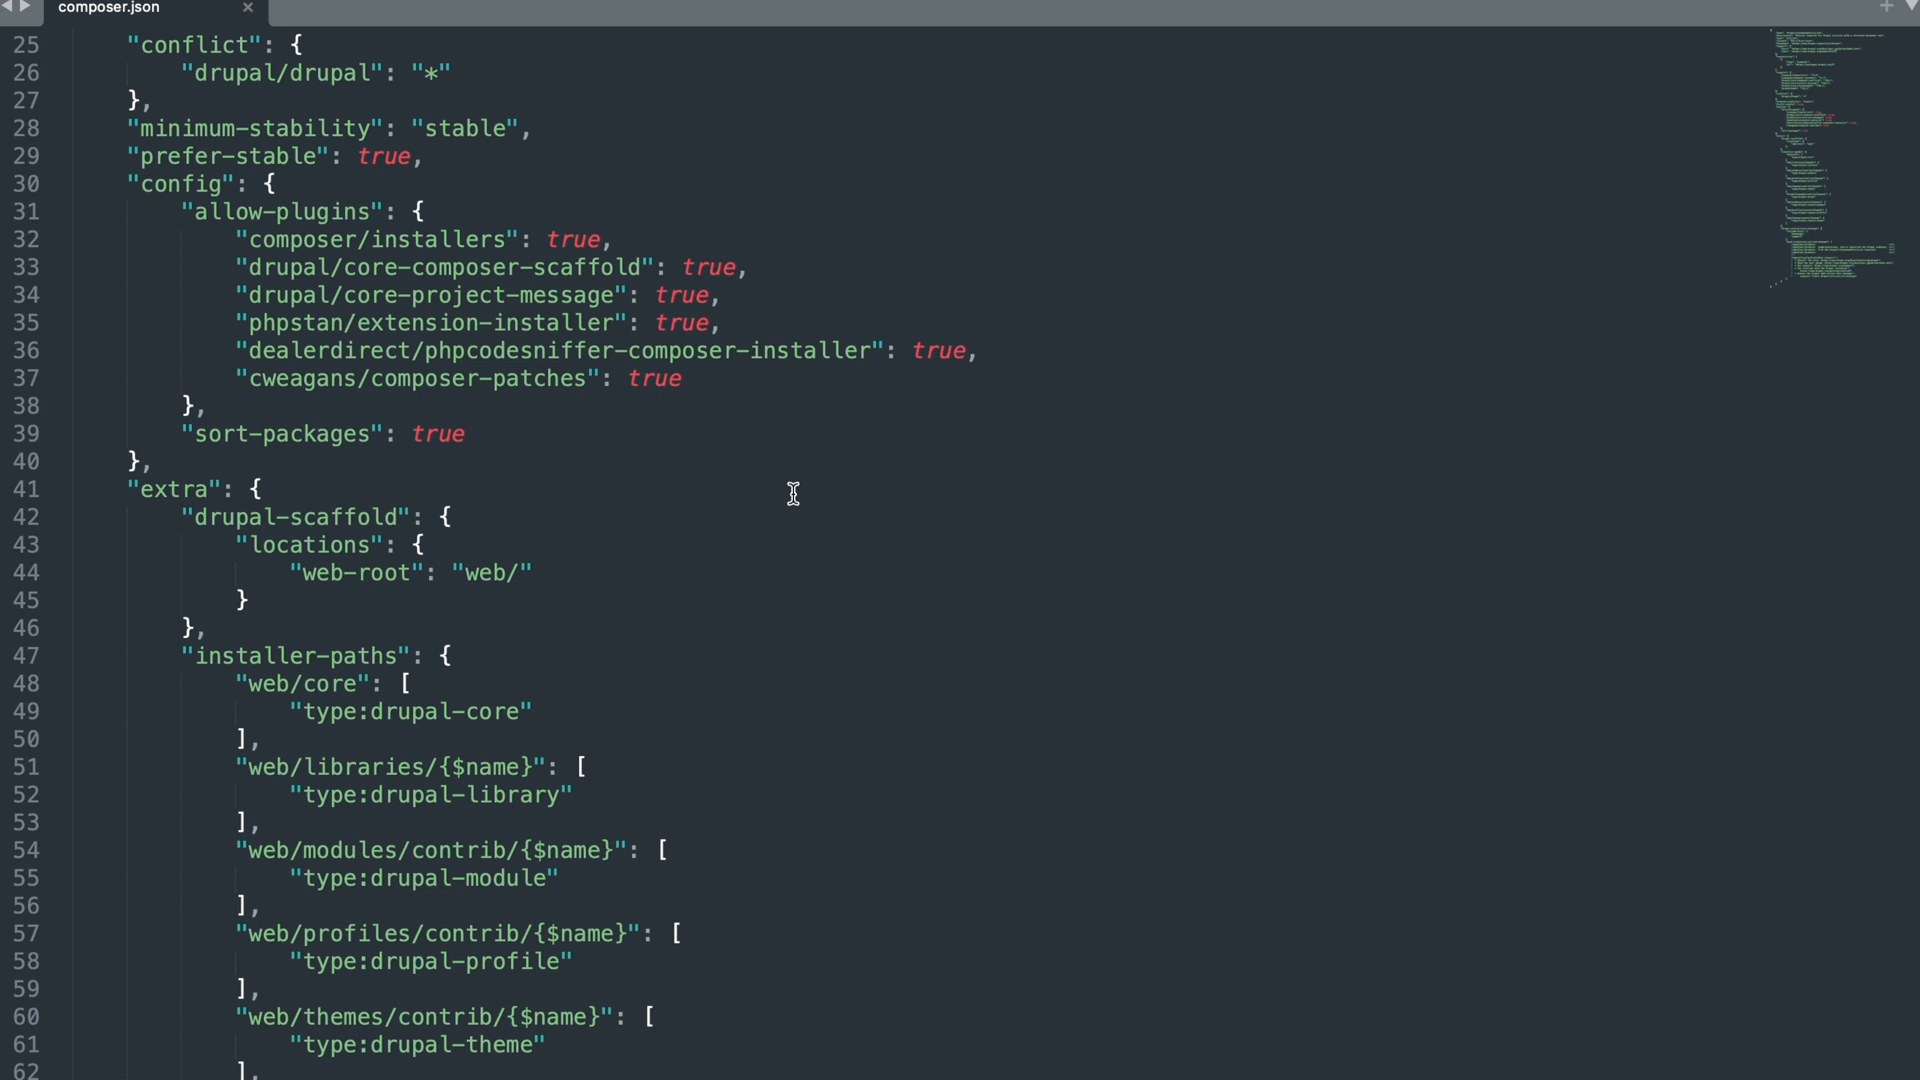 composer.json
25 "conflict": {
26 "drupal/drupal": "*"
27 },
28 "minimum-stability": "stable",
29 "prefer-stable": true,
30 "config": {
31 "allow-plugins": {
32 "composer/installers": true,
33 "drupal/core-composer-scaffold": true,
34 "drupal/core-project-message": true,
35 "phpstan/extension-installer": true,
36 "dealerdirect/phpcodesniffer-composer-installer": true,
37 "cweagans/composer-patches": true
38 },
39 "sort-packages": true
40 },
41 "extra": {
42 "drupal-scaffold": {
43 "locations": {
44 "web-root": "web/"
45 }
46 },
47 "installer-paths": {
48 "web/core": [
49 "type:drupal-core"
50 ],
51 "web/libraries/{$name}": [
52 "type:drupal-library"
53 ],
54 "web/modules/contrib/{$name}": [
55 "type:drupal-module"
56 ],
57 "web/profiles/contrib/{$name}": [
58 "type:drupal-profile"
59 ],
60 "web/themes/contrib/{$name}": [
61 "type:drupal-theme"
62 ],